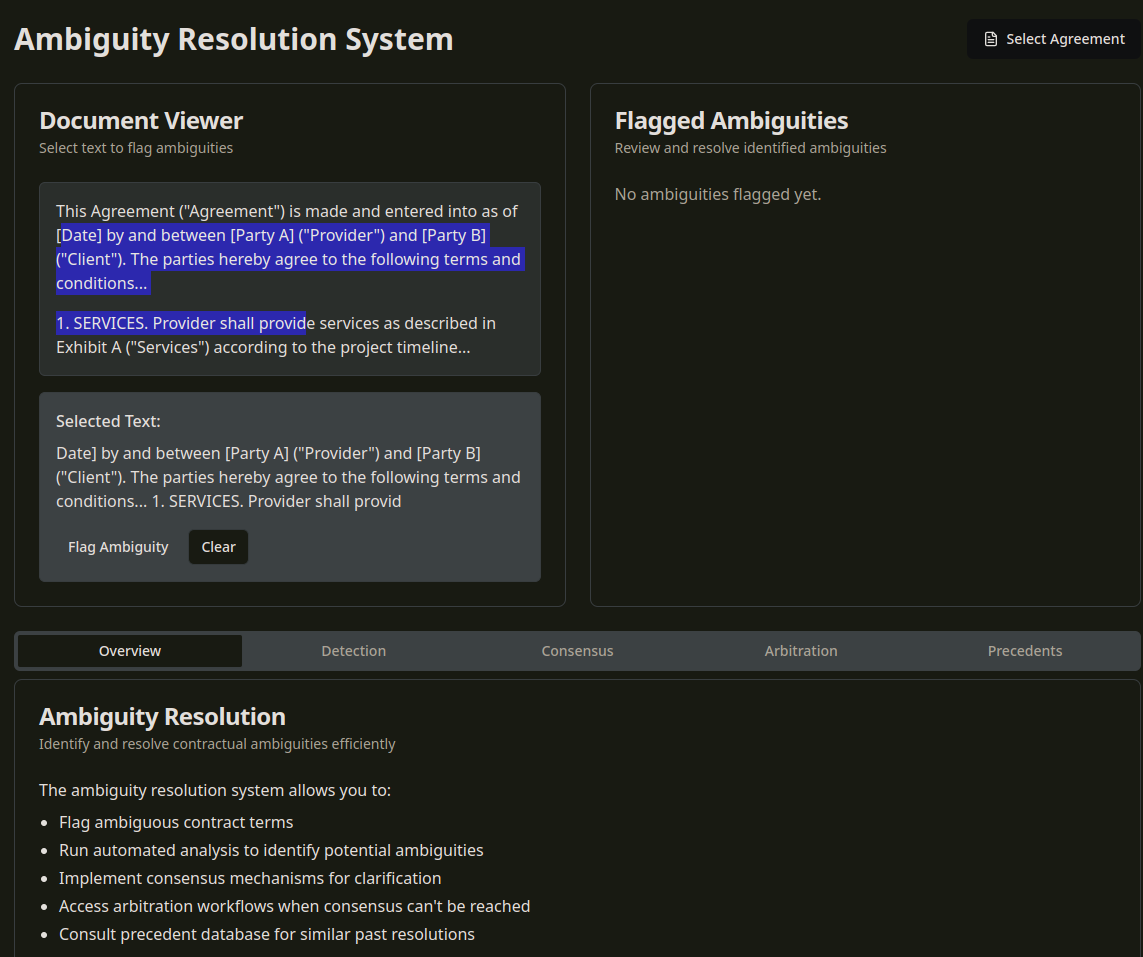 Ambiguity Resolution System
Select Agreement
Document Viewer
Select text to flag ambiguities
This Agreement ("Agreement") is made and entered into as of
[Date] by and between [Party A] ("Provider") and [Party B]
("Client"). The parties hereby agree to the following terms and
conditions...
1. SERVICES. Provider shall provide services as described in
Exhibit A ("Services") according to the project timeline...
Selected Text:
Date] by and between [Party A] ("Provider") and [Party B]
("Client"). The parties hereby agree to the following terms and
conditions... 1. SERVICES. Provider shall provid
Flag Ambiguity
Clear
Flagged Ambiguities
Review and resolve identified ambiguities
No ambiguities flagged yet.
Overview
Detection
Consensus
Arbitration
Precedents
Ambiguity Resolution
Identify and resolve contractual ambiguities efficiently
The ambiguity resolution system allows you to:
• Flag ambiguous contract terms
• Run automated analysis to identify potential ambiguities
• Implement consensus mechanisms for clarification
• Access arbitration workflows when consensus can't be reached
• Consult precedent database for similar past resolutions